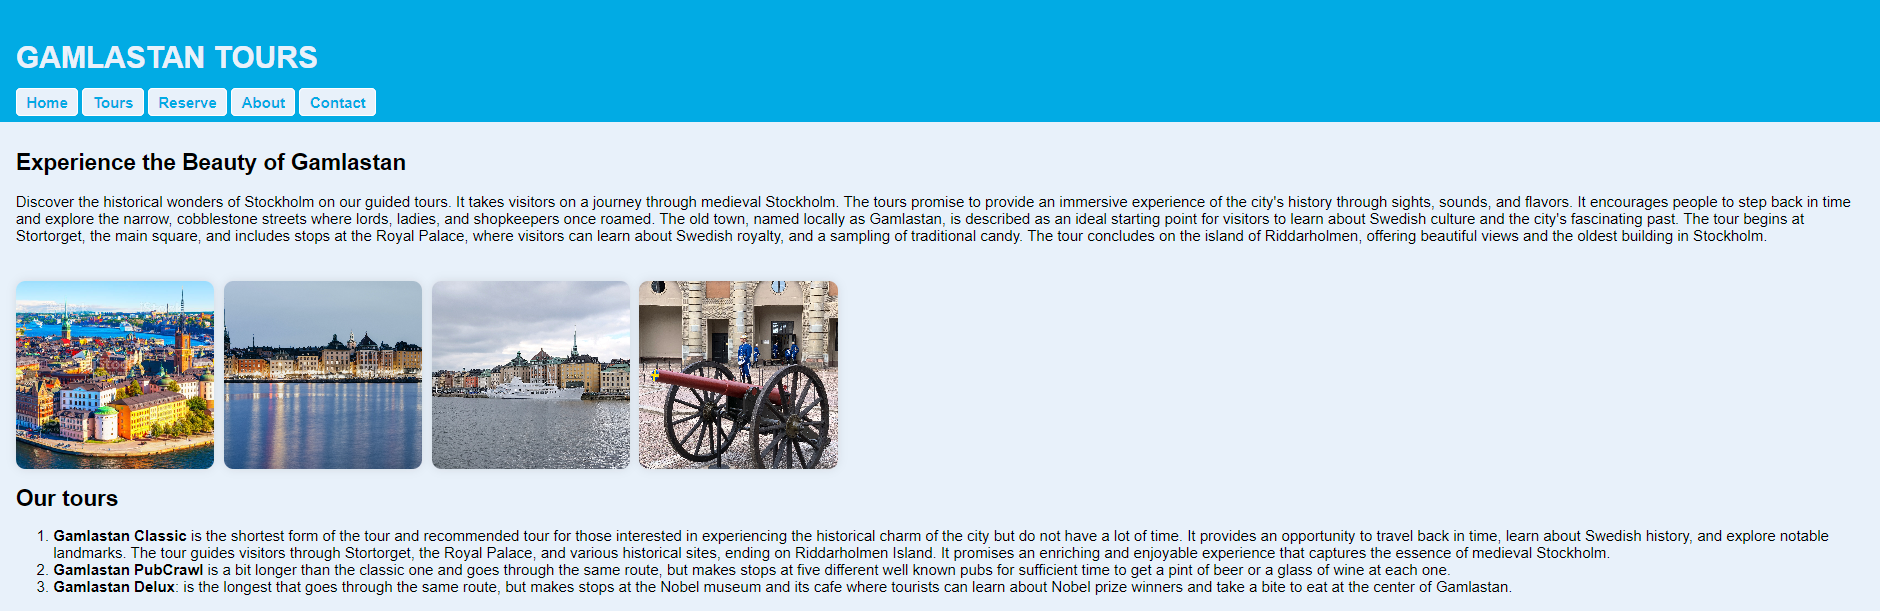 GAMLASTAN TOURS
Home Tours Reserve About Contact
Experience the Beauty of Gamlastan
Discover the historical wonders of Stockholm on our guided tours. It takes visitors on a journey through medieval Stockholm. The tours promise to provide an immersive experience of the city's history through sights, sounds, and flavors. It encourages people to step back in time
and explore the narrow, cobblestone streets where lords, ladies, and shopkeepers once roamed. The old town, named locally as Gamlastan, is described as an ideal starting point for visitors to learn about Swedish culture and the city's fascinating past. The tour begins at
Stortorget, the main square, and includes stops at the Royal Palace, where visitors can learn about Swedish royalty, and a sampling of traditional candy. The tour concludes on the island of Riddarholmen, offering beautiful views and the oldest building in Stockholm.
Our tours
1. Gamlastan Classic is the shortest form of the tour and recommended tour for those interested in experiencing the historical charm of the city but do not have a lot of time. It provides an opportunity to travel back in time, learn about Swedish history, and explore notable
landmarks. The tour guides visitors through Stortorget, the Royal Palace, and various historical sites, ending on Riddarholmen Island. It promises an enriching and enjoyable experience that captures the essence of medieval Stockholm.
2. Gamlastan PubCrawl is a bit longer than the classic one and goes through the same route, but makes stops at five different well known pubs for sufficient time to get a pint of beer or a glass of wine at each one.
3. Gamlastan Delux: is the longest that goes through the same route, but makes stops at the Nobel museum and its cafe where tourists can learn about Nobel prize winners and take a bite to eat at the center of Gamlastan.